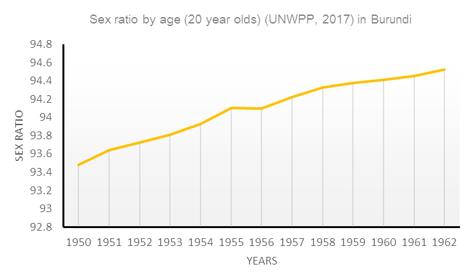 Sex ratio by age (20 year olds) (UNWPP, 2017) in Burundi
94.8
94.6
94.4
94.2
94
93.8
93.6
93.4
93.2
93
92.8
SEX RATIO
1950 1951 1952 1953 1954 1955 1956 1957 1958 1959 1960 1961 1962
YEARS